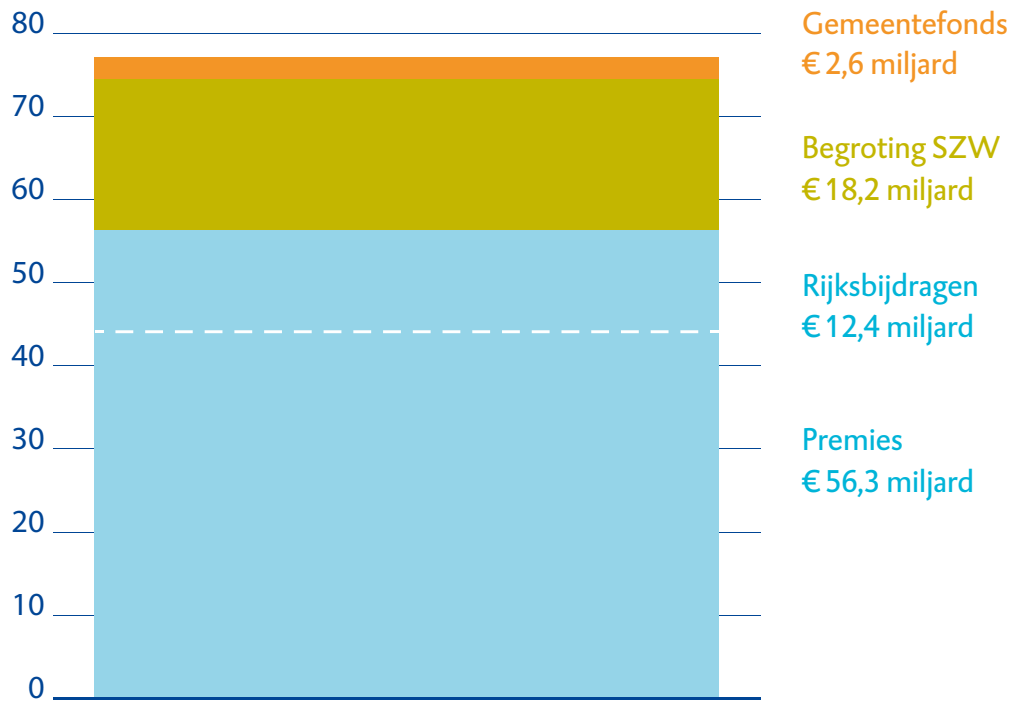 80
70
60
50
40
30
20
10
0
Gemeentefonds
€ 2,6 miljard
Begroting SZW
€ 18,2 miljard
Rijksbijdragen
€ 12,4 miljard
Premies
€ 56,3 miljard